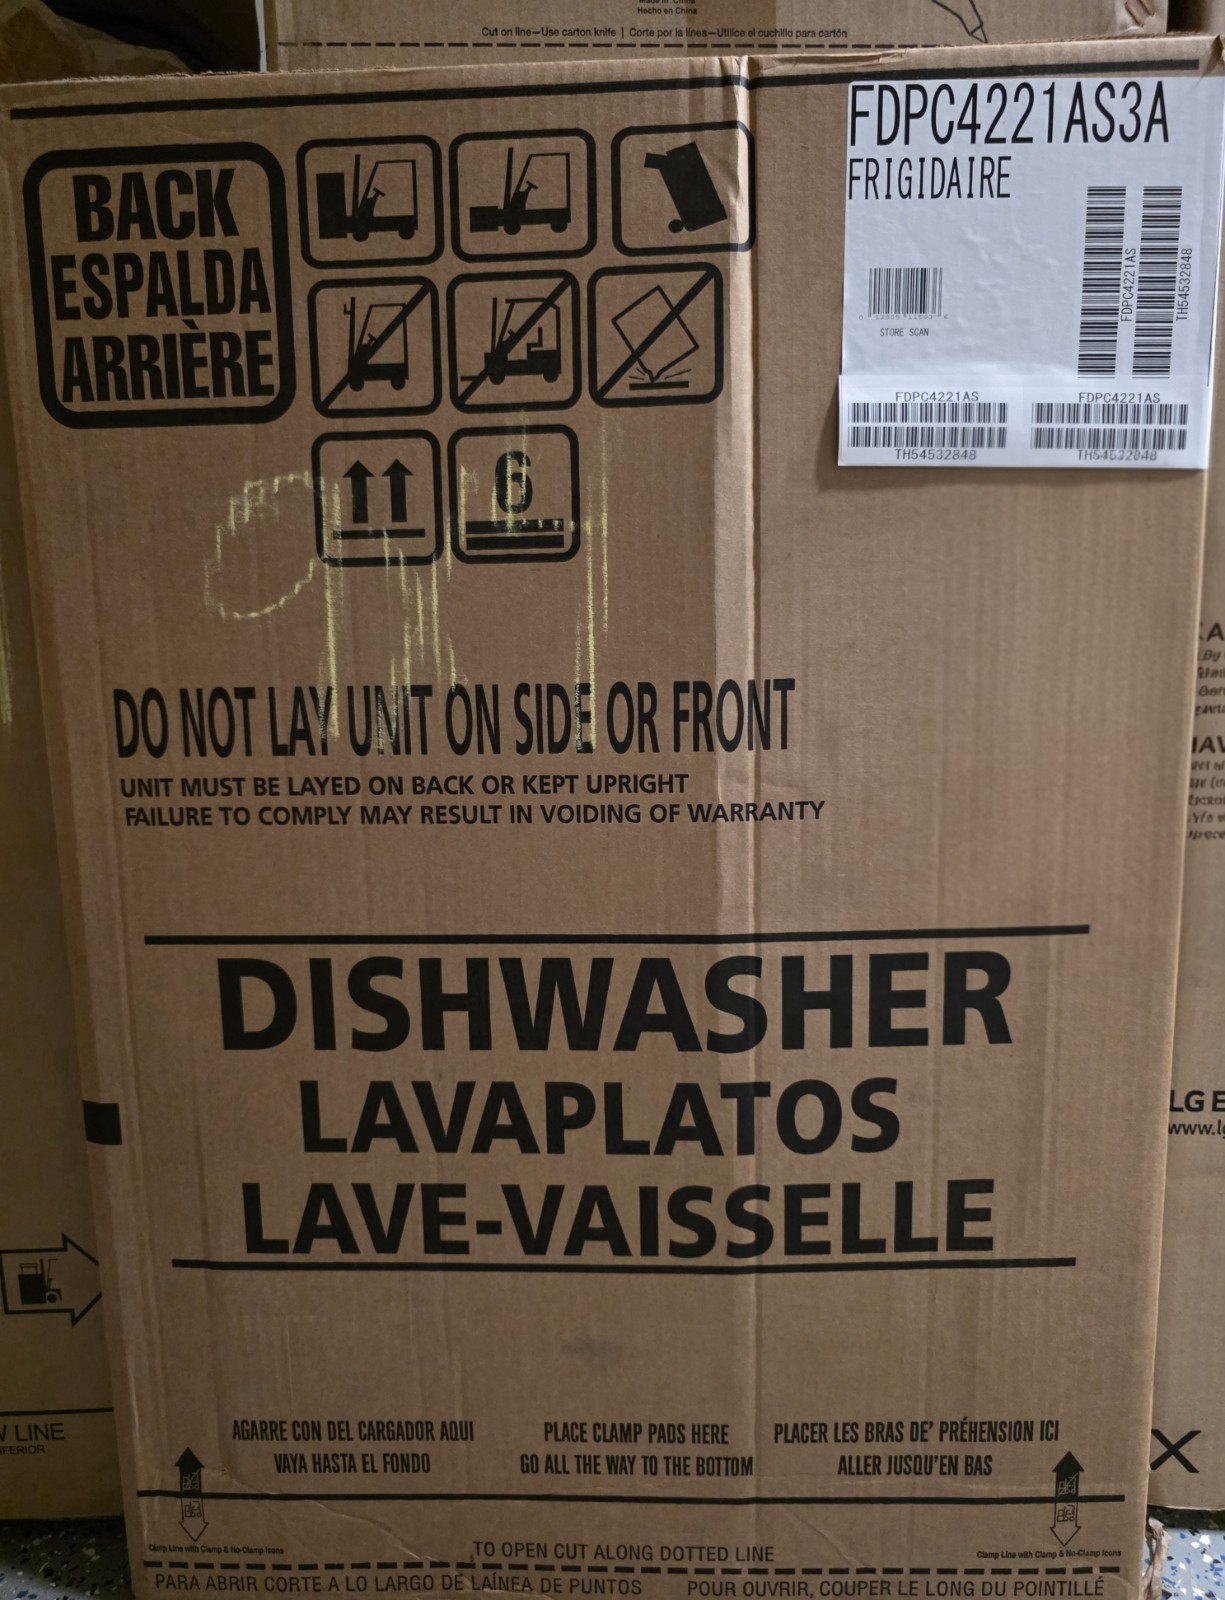 Hecho en China
Cut on line—Use carton knife | Corte por la línea—Utilice el cuchillo para cartón
FDPC4221AS3A
FRIGIDAIRE
STORE SCAN
FDPC4221AS
TH54532848
FDPC4221AS
TH54532848
FDPC4221AS
TH54532848
BACK
ESPALDA
ARRIÈRE
6
DO NOT LAY UNIT ON SIDE OR FRONT
UNIT MUST BE LAYED ON BACK OR KEPT UPRIGHT
FAILURE TO COMPLY MAY RESULT IN VOIDING OF WARRANTY
DISHWASHER
LAVAPLATOS
LAVE-VAISSELLE
LG E
www.l
LINE
AGARRE CON DEL CARGADOR AQUI
VAYA HASTA EL FONDO
PLACE CLAMP PADS HERE
GO ALL THE WAY TO THE BOTTOM
PLACER LES BRAS DE' PRÉHENSION ICI
ALLER JUSQU'EN BAS
Clamp Line with Clamp & No-Clamp Icons
Clamp Line with Clamp & No-Clamp Icons
TO OPEN CUT ALONG DOTTED LINE
PARA ABRIR CORTE A LO LARGO DE LAÍNEA DE PUNTOS
POUR OUVRIR, COUPER LE LONG DU POINTILLÉ